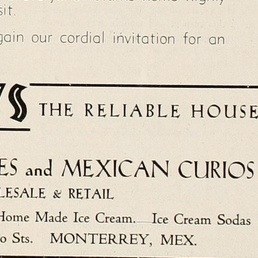 sit.
gain our cordial invitation for an
THE RELIABLE HOUSE
and MEXICAN CURIOS
& RETAIL
Home Made Ice Cream. Ice Cream Sodas
Sts. MONTERREY, MEX.